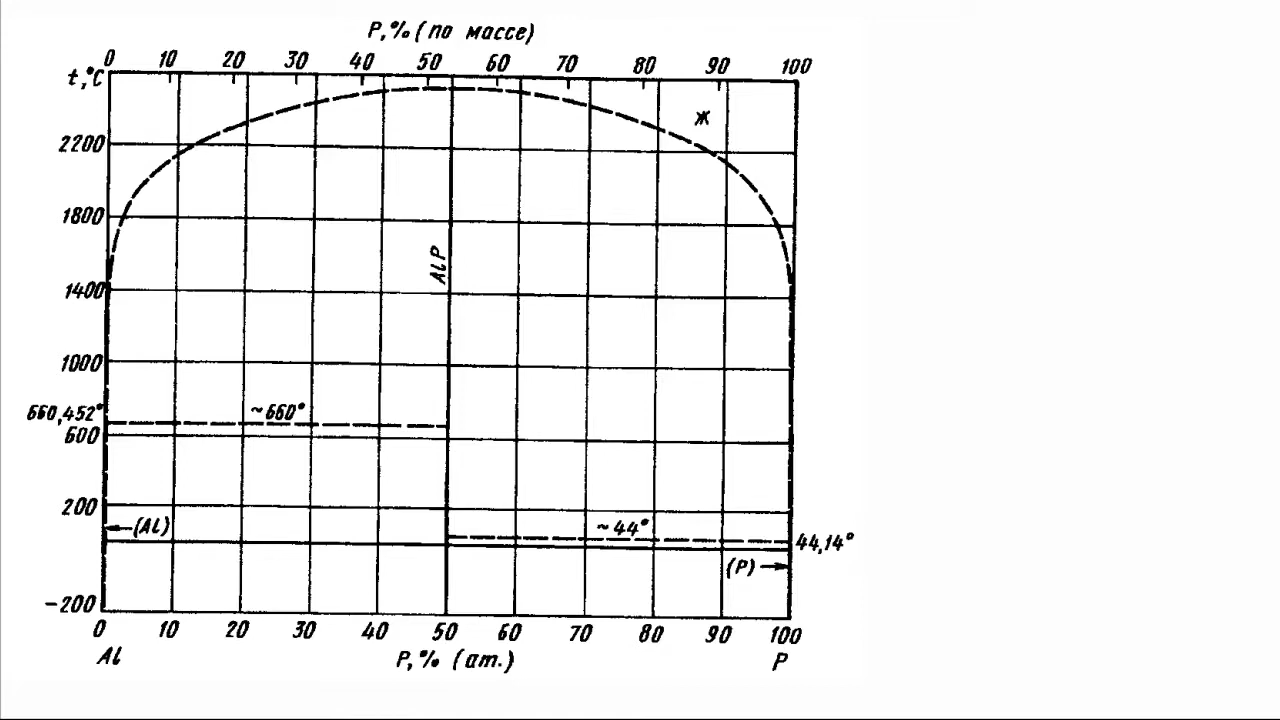 P, % (по массе)
0 10 20 30 40 50 60 70 80 90 100
t, °C
Ж
2200
1800
AlP
1400
1000
660,452°
~660°
600
200
(Al)
~44°
44,14°
(P)
-200
0 10 20 30 40 50 60 70 80 90 100
Al P, % (ат.) P